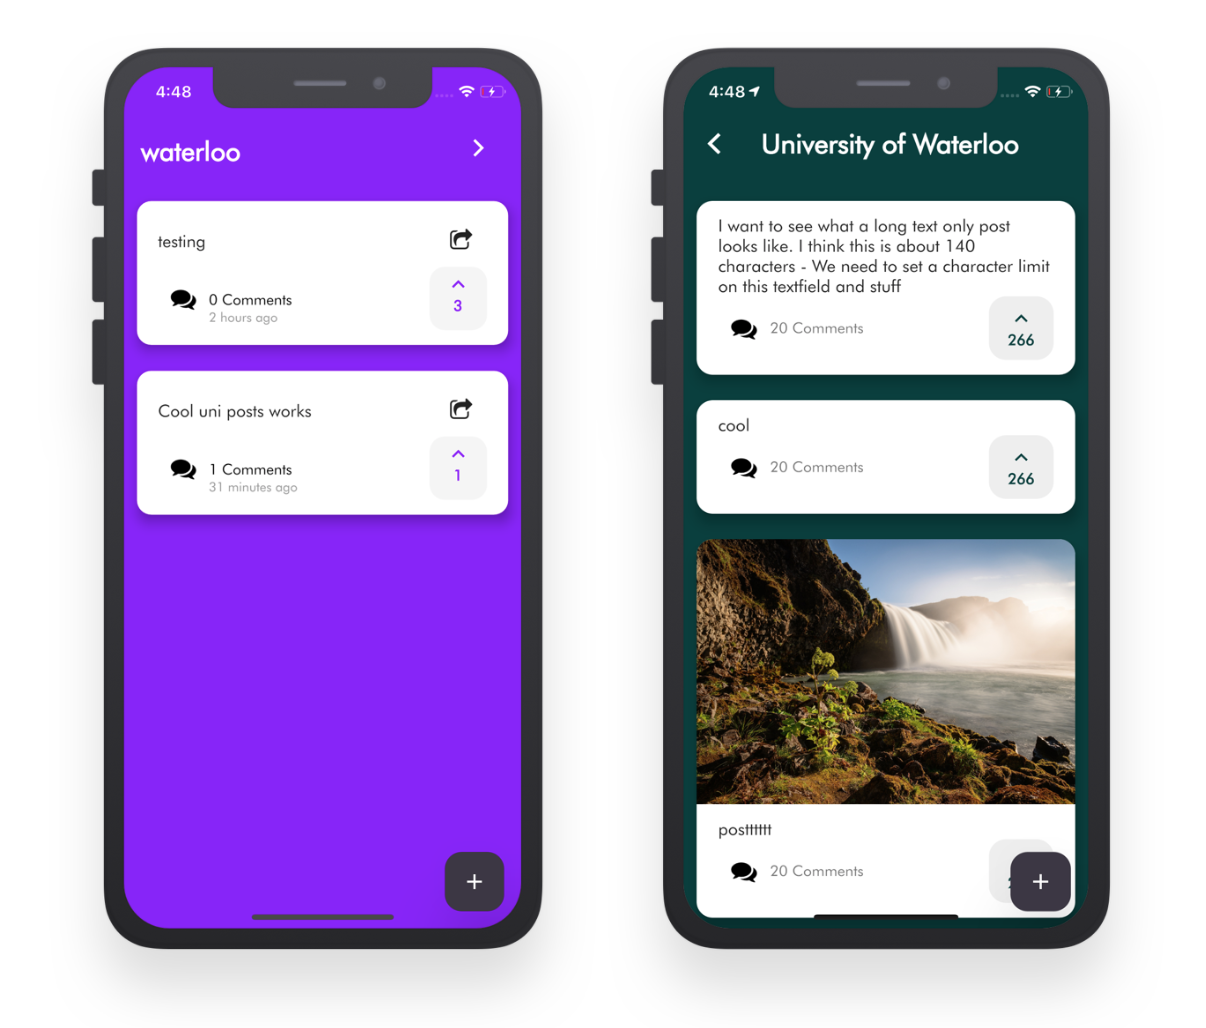 4:48
waterloo
testing
0 Comments
2 hours ago
3
Cool uni posts works
1 Comments
31 minutes ago
1
+
4:48
University of Waterloo
I want to see what a long text only post
looks like. I think this is about 140
characters - We need to set a character limit
on this textfield and stuff
20 Comments
266
cool
20 Comments
266
posttttttt
20 Comments
+